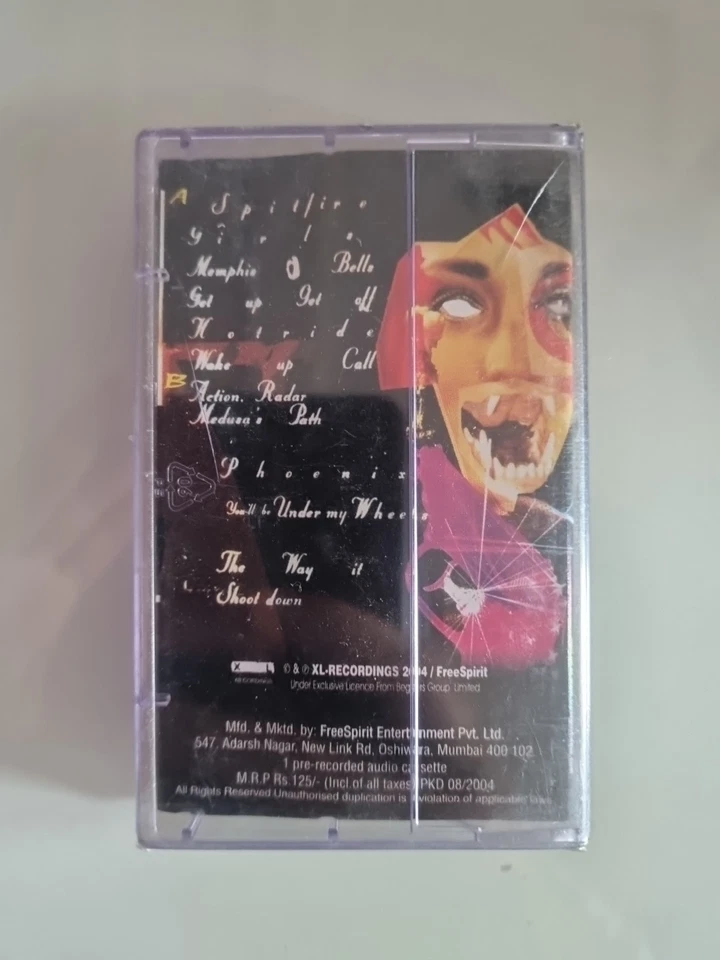 A
Spitfire
Girls
Memphis Bells
Get up Get off
Hotride
Wake up Call
B
Action. Radar
Medusa's Path
Phoenix
You'll be Under my Wheels
The Way it
Shoot down
XL
RECORDINGS
© & ℗ XL-RECORDINGS 2004 / FreeSpirit
Under Exclusive Licence From Beggars Group Limited
Mfd. & Mktd. by: FreeSpirit Entertainment Pvt. Ltd.
547, Adarsh Nagar, New Link Rd, Oshiwara, Mumbai 400 102
1 pre-recorded audio cassette
M.R.P Rs.125/- (Incl.of all taxes) PKD 08/2004
All Rights Reserved Unauthorised duplication is a violation of applicable laws